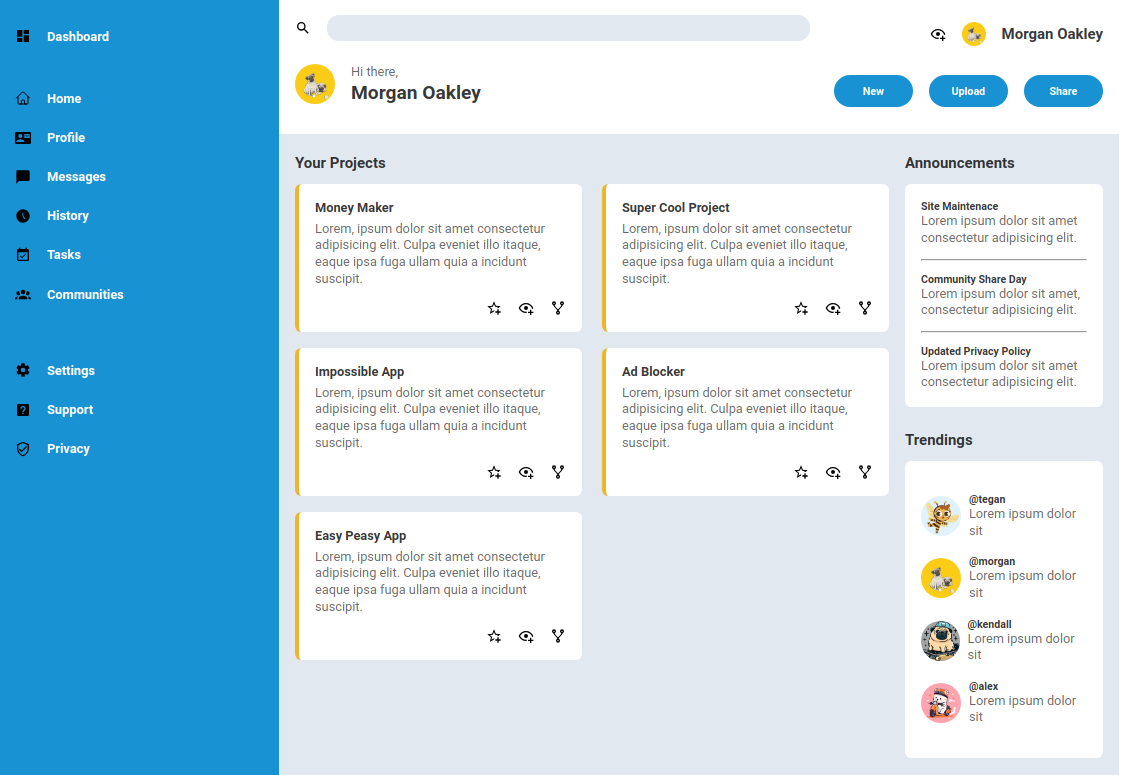 Dashboard
Home
Profile
Messages
History
Tasks
Communities
Settings
Support
Privacy
Morgan Oakley
Hi there,
Morgan Oakley
New
Upload
Share
Your Projects
Money Maker
Lorem, ipsum dolor sit amet consectetur
adipisicing elit. Culpa eveniet illo itaque,
eaque ipsa fuga ullam quia a incidunt
suscipit.
Super Cool Project
Lorem, ipsum dolor sit amet consectetur
adipisicing elit. Culpa eveniet illo itaque,
eaque ipsa fuga ullam quia a incidunt
suscipit.
Impossible App
Lorem, ipsum dolor sit amet consectetur
adipisicing elit. Culpa eveniet illo itaque,
eaque ipsa fuga ullam quia a incidunt
suscipit.
Ad Blocker
Lorem, ipsum dolor sit amet consectetur
adipisicing elit. Culpa eveniet illo itaque,
eaque ipsa fuga ullam quia a incidunt
suscipit.
Easy Peasy App
Lorem, ipsum dolor sit amet consectetur
adipisicing elit. Culpa eveniet illo itaque,
eaque ipsa fuga ullam quia a incidunt
suscipit.
Announcements
Site Maintenace
Lorem ipsum dolor sit amet
consectetur adipisicing elit.
Community Share Day
Lorem ipsum dolor sit amet,
consectetur adipisicing elit.
Updated Privacy Policy
Lorem ipsum dolor sit amet
consectetur adipisicing elit.
Trendings
@tegan
Lorem ipsum dolor
sit
@morgan
Lorem ipsum dolor
sit
@kendall
Lorem ipsum dolor
sit
@alex
Lorem ipsum dolor
sit